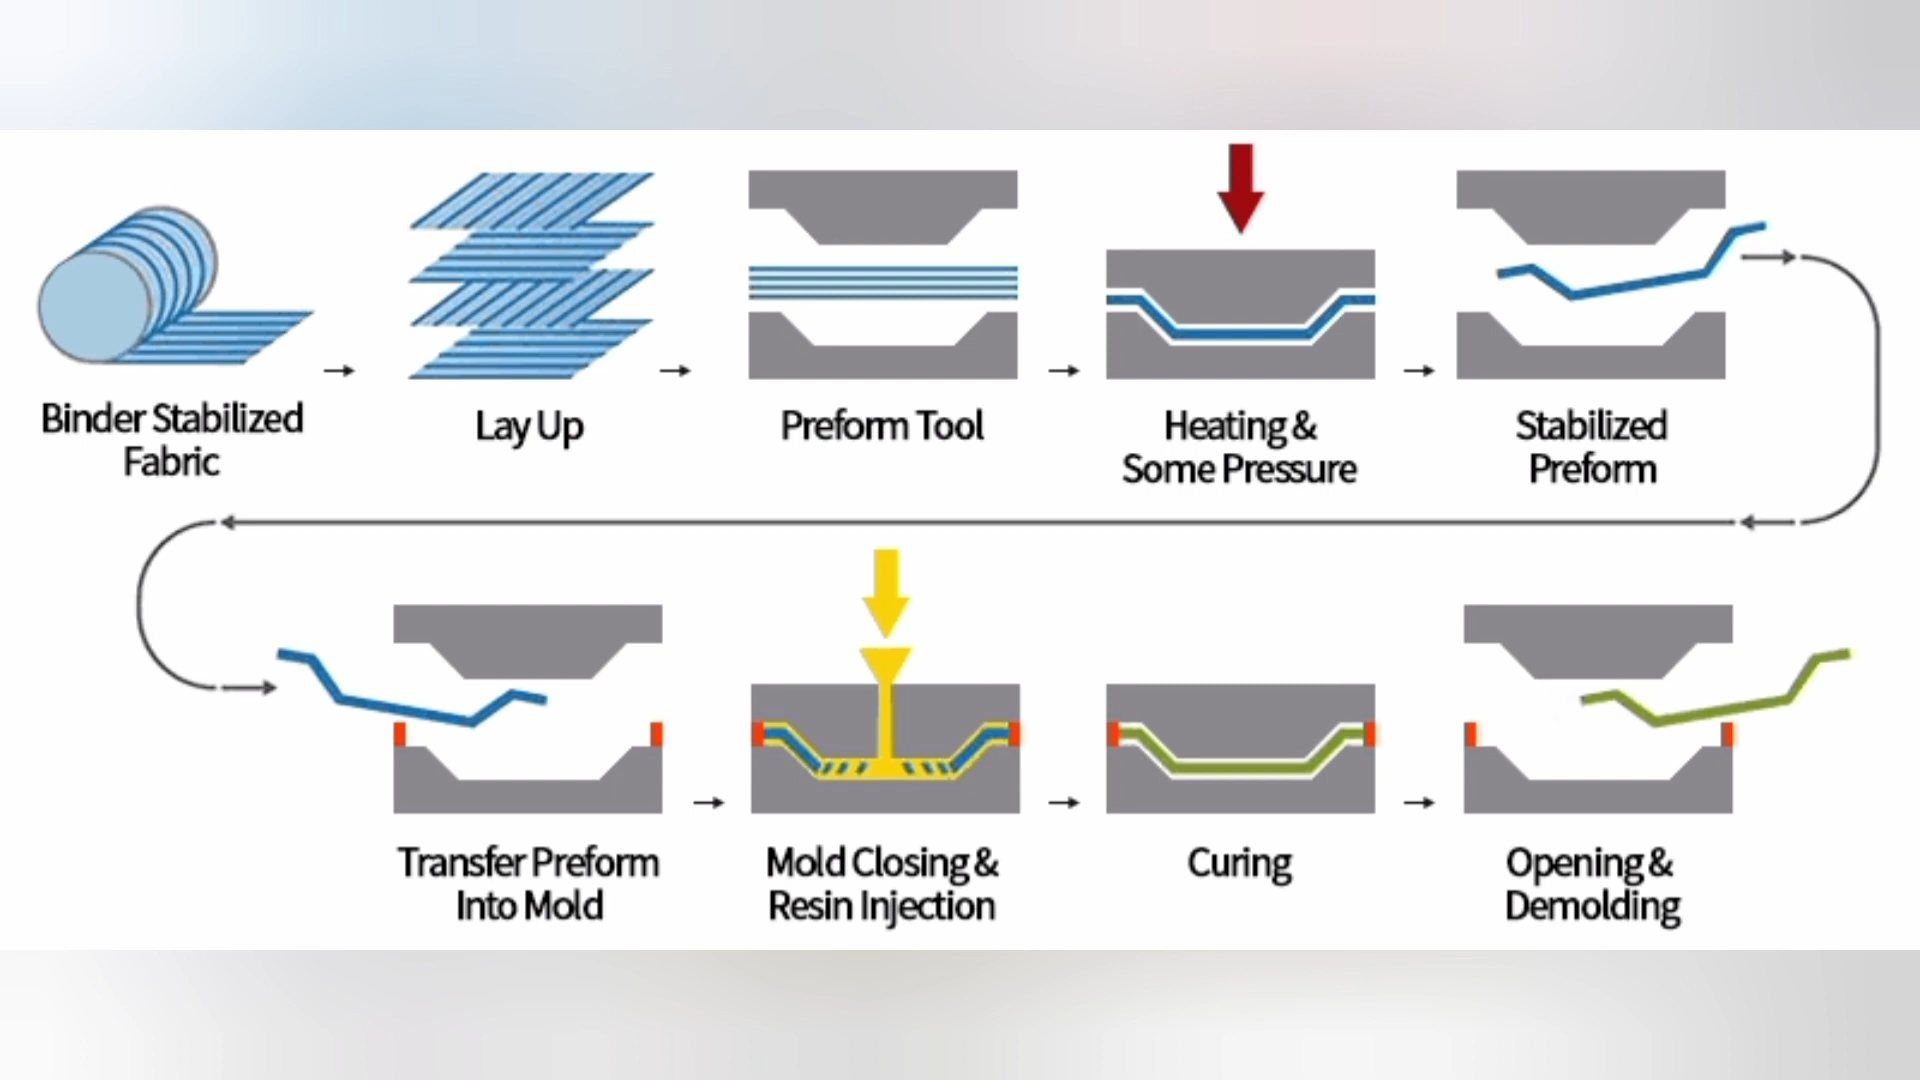 Binder Stabilized
Fabric
Lay Up
Preform Tool
Heating &
Some Pressure
Stabilized
Preform
Transfer Preform
Into Mold
Mold Closing &
Resin Injection
Curing
Opening &
Demolding